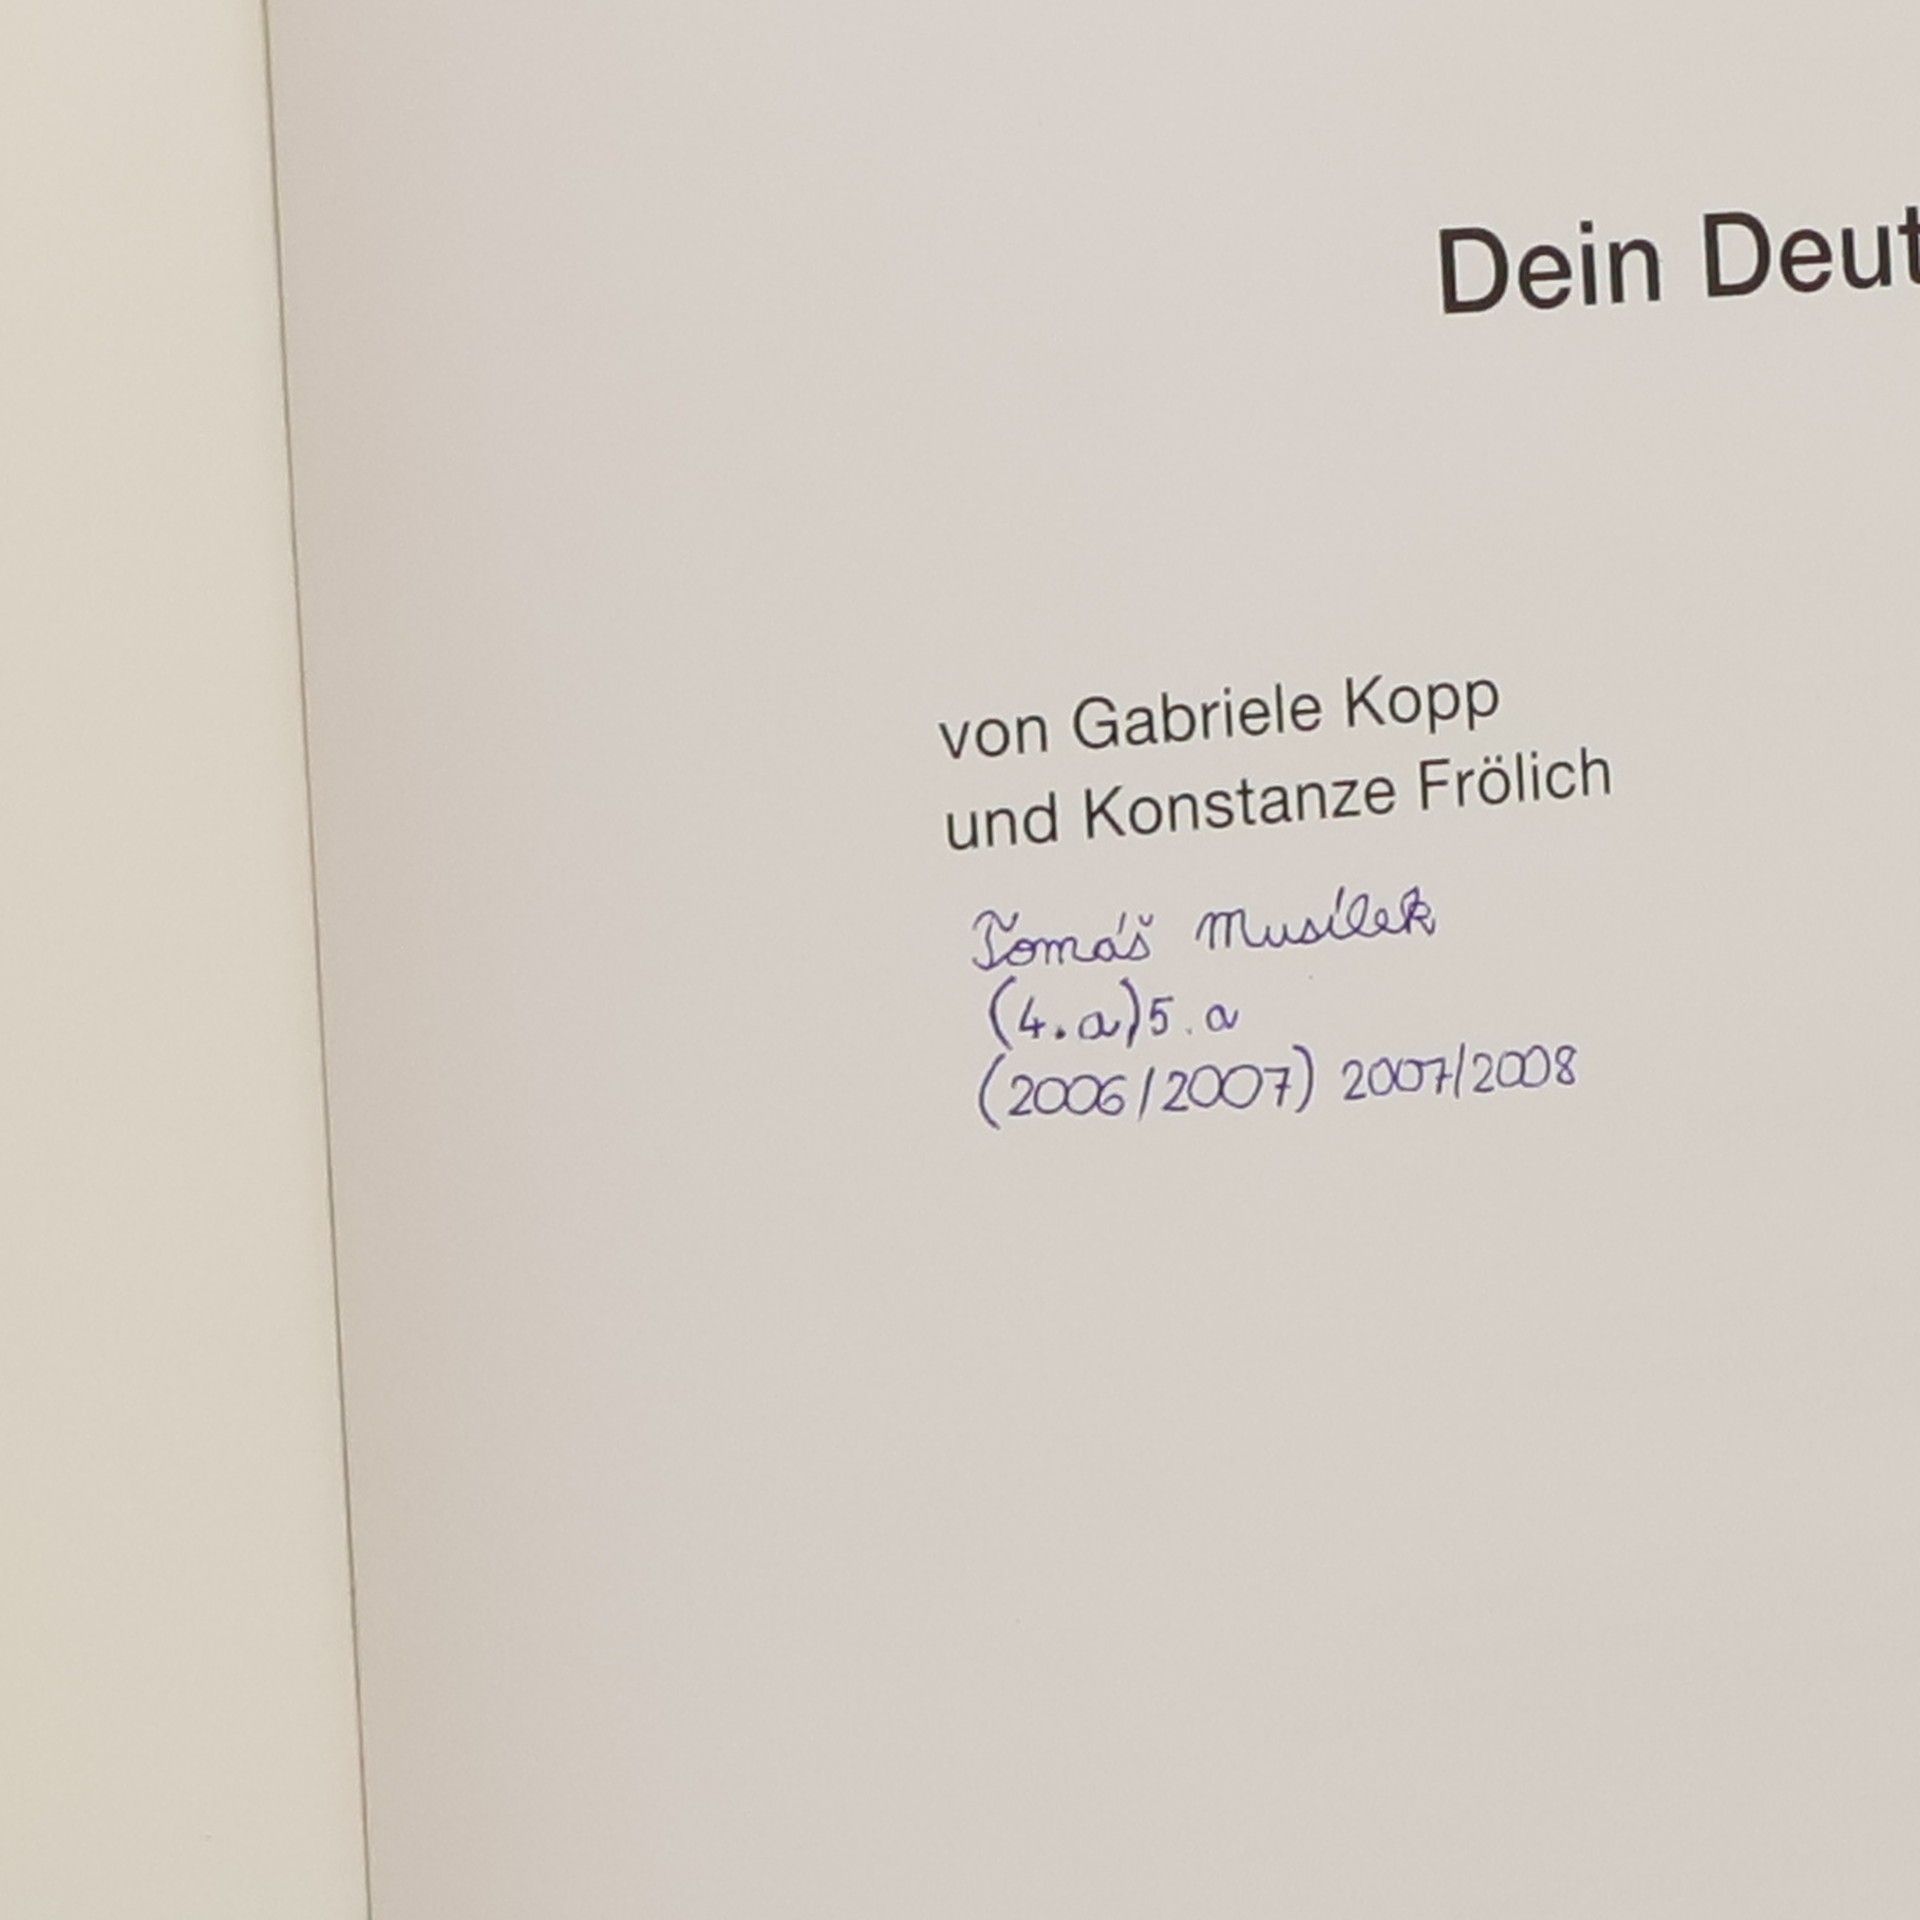 Dein Deut
von Gabriele Kopp
und Konstanze Frölich
Tomáš Musílek
(4.a)5.a
(2006/2007) 2007/2008